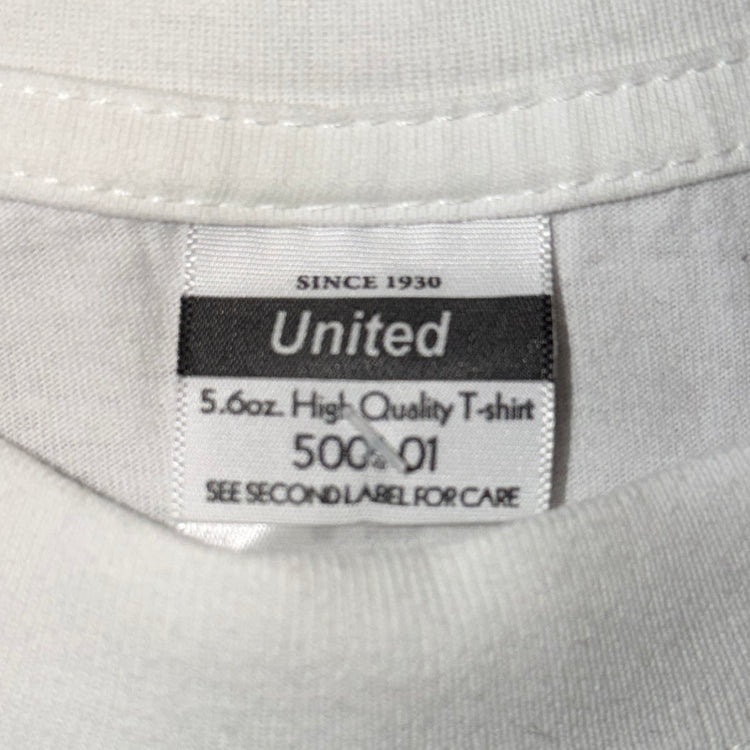 SINCE 1930
United
5.6oz. High Quality T-shirt
SEE SECOND LABEL FOR CARE